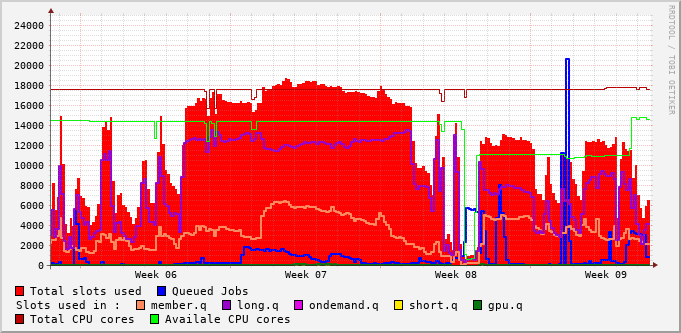 24000
22000
20000
18000
16000
14000
12000
10000
8000
6000
4000
2000
0
Week 06 Week 07 Week 08 Week 09
Total slots used Queued Jobs
Slots used in : member.q long.q ondemand.q short.q gpu.q
Total CPU cores Availale CPU cores
RRDTOOL / TOBI OETIKER